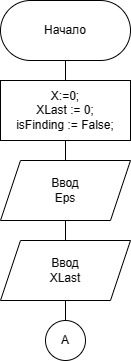 Начало
X:=0;
XLast := 0;
isFinding := False;
Ввод
Eps
Ввод
XLast
A